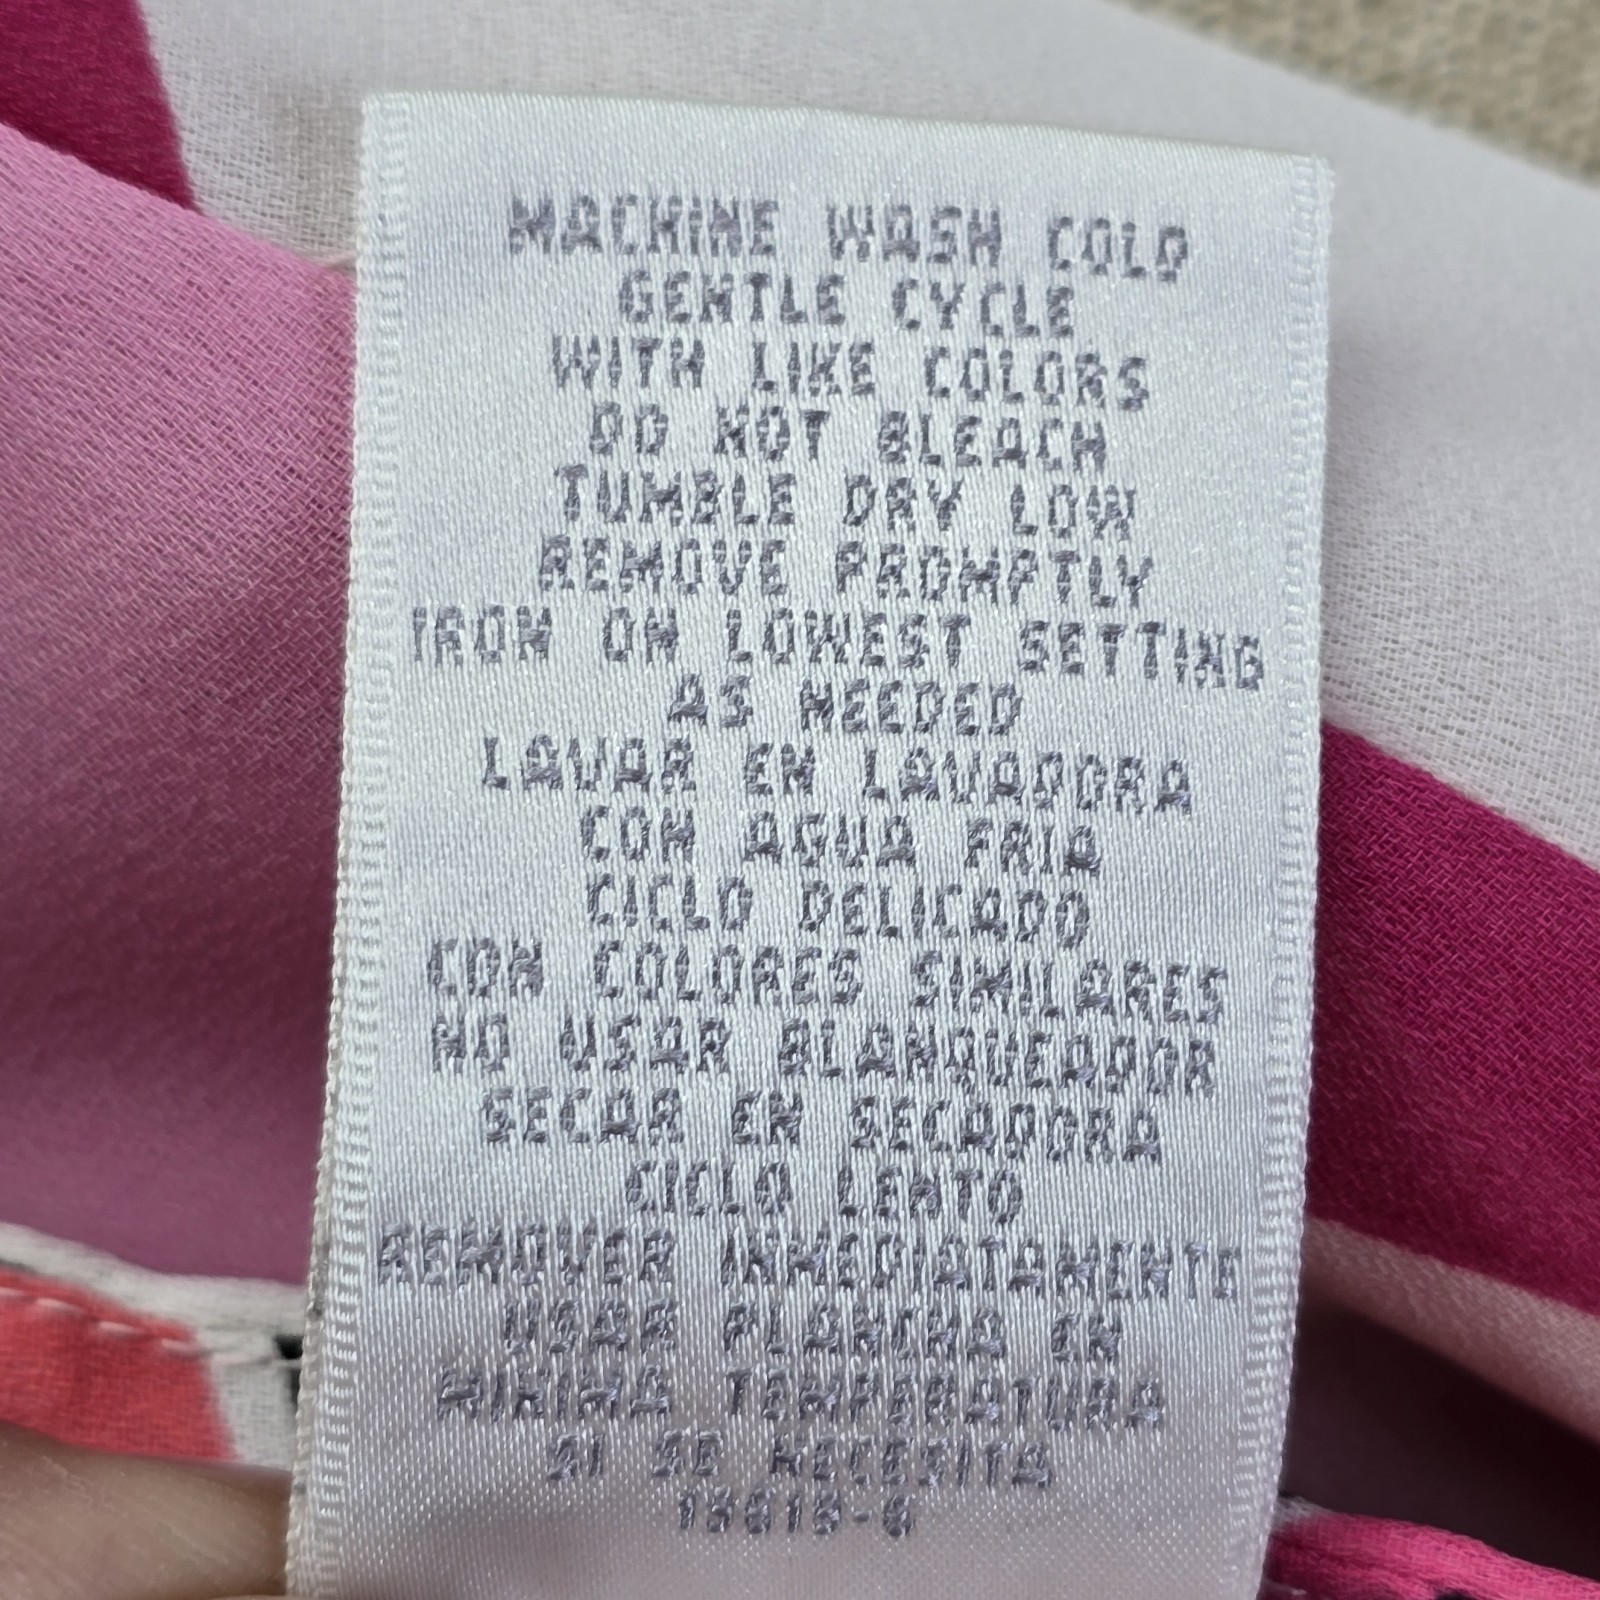 MACHINE WASH COLD
GENTLE CYCLE
WITH LIKE COLORS
DO NOT BLEACH
TUMBLE DRY LOW
REMOVE PROMPTLY
IRON ON LOWEST SETTING
AS NEEDED
LAVAR EN LAVADORA
CON AGUA FRIA
CICLO DELICADO
CON COLORES SIMILARES
NO USAR BLANQUEADOR
SECAR EN SECADORA
CICLO LENTO
REMOVER INMEDIATAMENTE
USAR PLANCHA EN
MINIMA TEMPERATURA
SI SE NECESITA